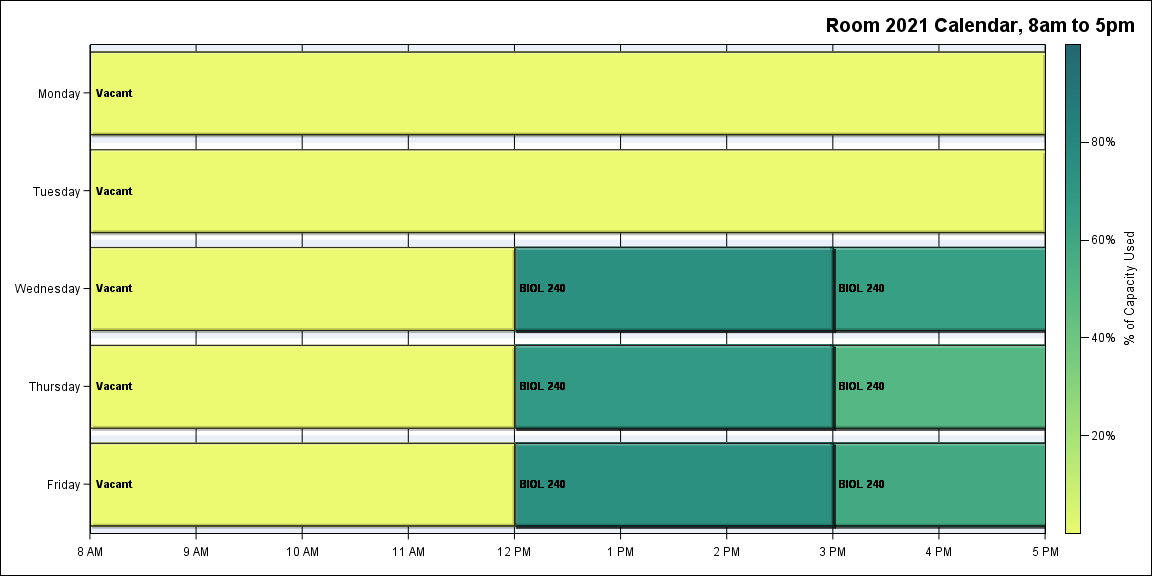 Room 2021 Calendar, 8am to 5pm
Monday
Vacant
Tuesday
Vacant
Wednesday
Vacant
BIOL 240
BIOL 240
Thursday
Vacant
BIOL 240
BIOL 240
Friday
Vacant
BIOL 240
BIOL 240
8 AM
9 AM
10 AM
11 AM
12 PM
1 PM
2 PM
3 PM
4 PM
5 PM
80%
60%
40%
20%
% of Capacity Used